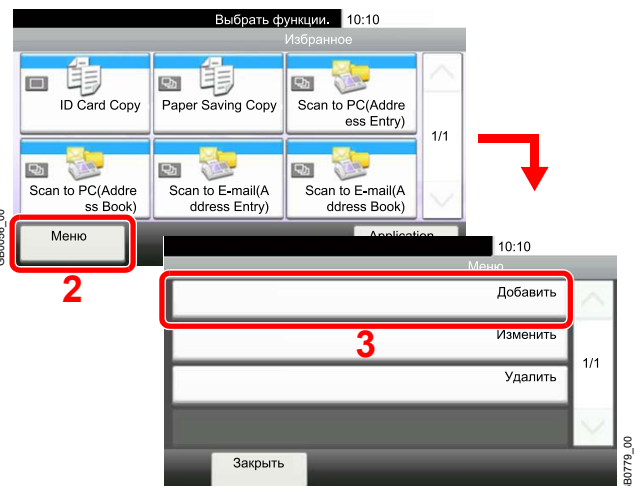 Выбрать функции. 10:10
Избранное
ID Card Copy
Paper Saving Copy
Scan to PC(Addre
ess Entry)
1/1
Scan to PC(Addre
ss Book)
Scan to E-mail(A
ddress Entry)
Scan to E-mail(A
ddress Book)
Меню
Application
2
10:10
Меню
Добавить
3
Изменить
1/1
Удалить
Закрыть